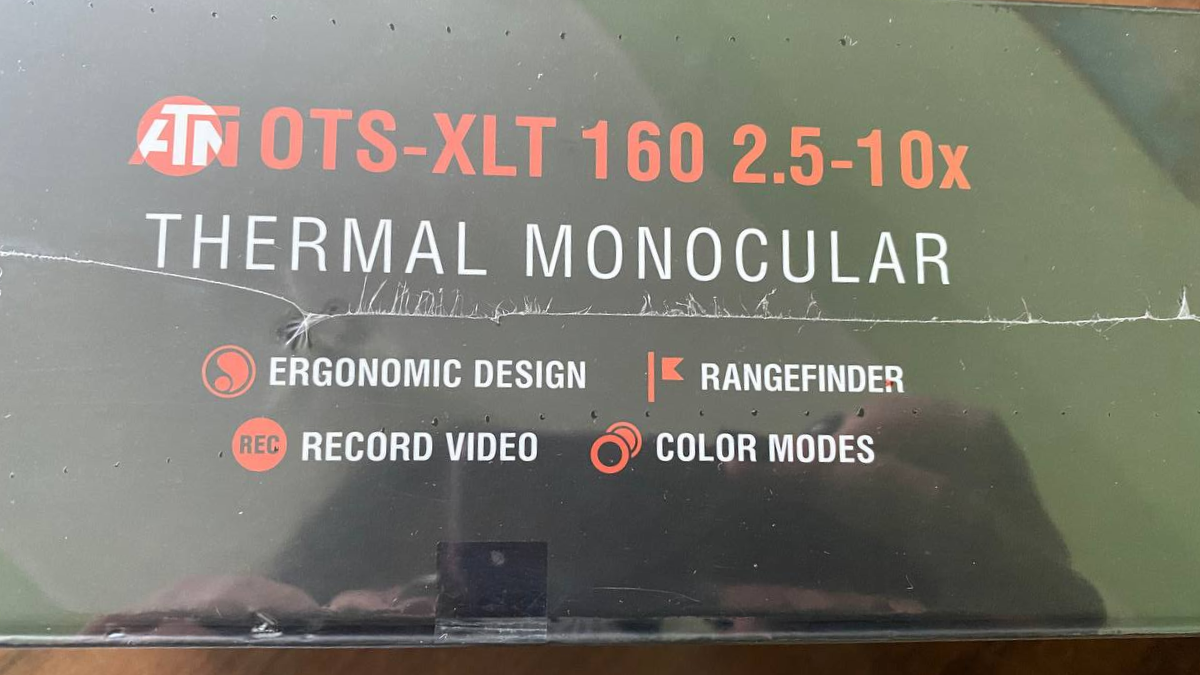 ATN OTS-XLT 160 2.5-10x
THERMAL MONOCULAR
ERGONOMIC DESIGN RANGEFINDER
REC RECORD VIDEO COLOR MODES